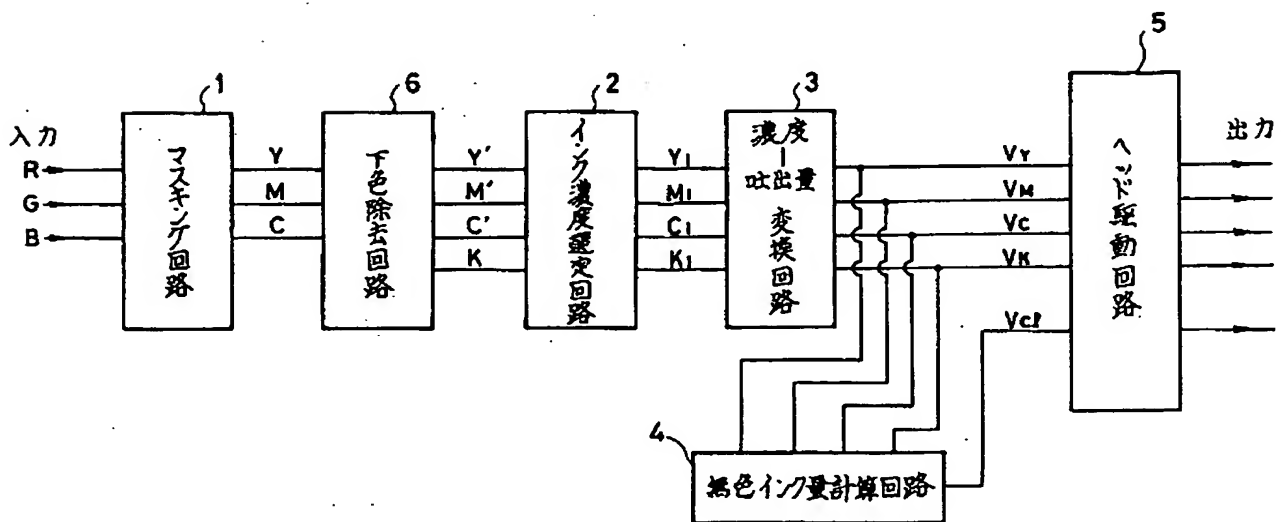 1
6
2
3
5
入力
R
G
B
マスキング回路
Y
M
C
下色除去回路
Y'
M'
C'
K
インク濃度選定回路
Y1
M1
C1
K1
濃度
ー
吐出量
変換回路
VY
VM
VC
VK
VCl
ヘッド駆動回路
出力
4
無色インク量計算回路